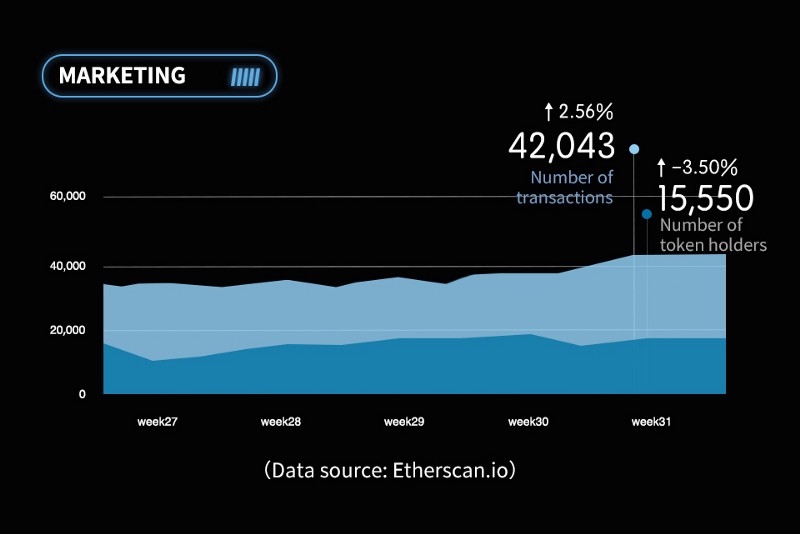 MARKETING
↑ 2.56%
42,043
Number of
transactions
↑ -3.50%
15,550
Number of
token holders
60,000
40,000
20,000
0
week27
week28
week29
week30
week31
(Data source: Etherscan.io)